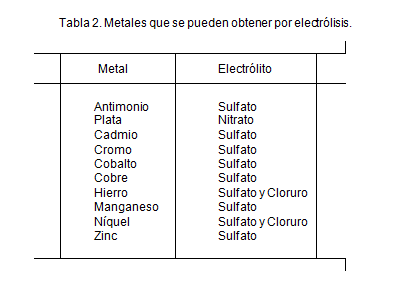 Tabla 2. Metales que se pueden obtener por electrólisis.
Metal Electrólito
Antimonio Sulfato
Plata Nitrato
Cadmio Sulfato
Cromo Sulfato
Cobalto Sulfato
Cobre Sulfato
Hierro Sulfato y Cloruro
Manganeso Sulfato
Níquel Sulfato y Cloruro
Zinc Sulfato